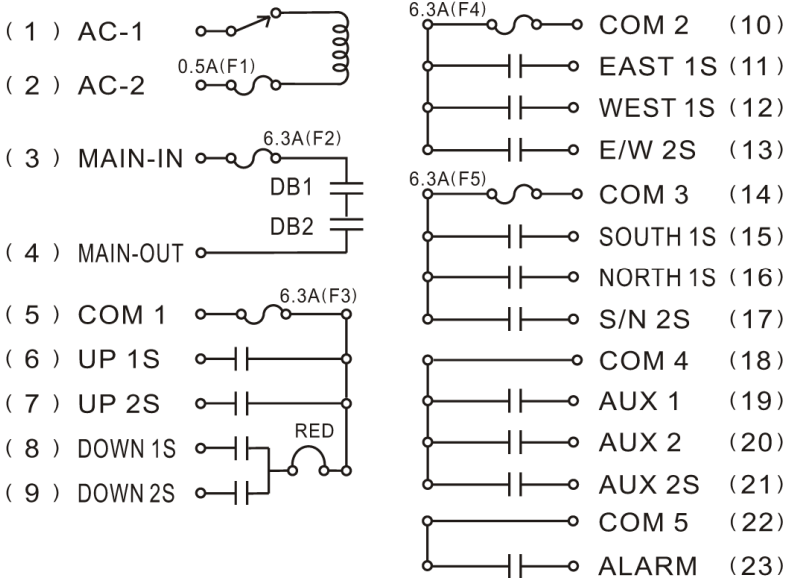 ( 1 ) AC-1
0.5A(F1)
( 2 ) AC-2
6.3A(F2)
( 3 ) MAIN-IN
DB1
DB2
( 4 ) MAIN-OUT
6.3A(F3)
( 5 ) COM 1
( 6 ) UP 1S
( 7 ) UP 2S
RED
( 8 ) DOWN 1S
( 9 ) DOWN 2S
6.3A(F4)
COM 2 (10)
EAST 1S (11)
WEST 1S (12)
E/W 2S (13)
6.3A(F5)
COM 3 (14)
SOUTH 1S (15)
NORTH 1S (16)
S/N 2S (17)
COM 4 (18)
AUX 1 (19)
AUX 2 (20)
AUX 2S (21)
COM 5 (22)
ALARM (23)